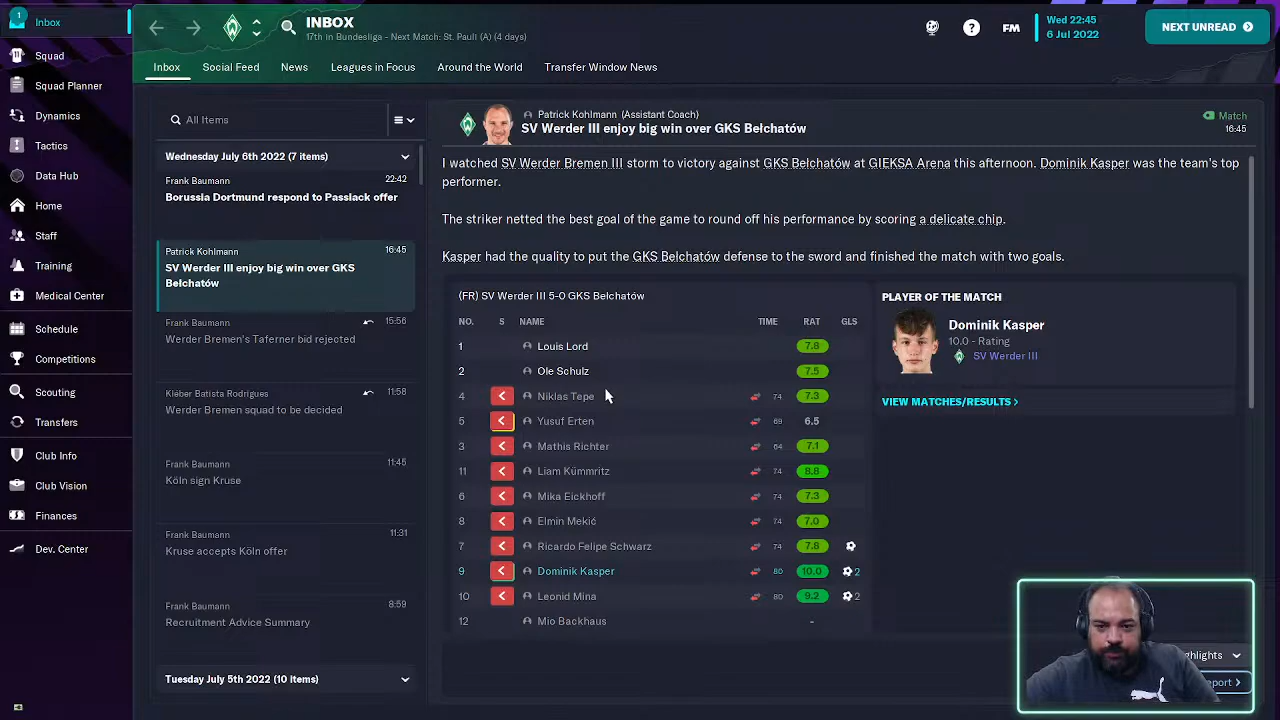 1
Inbox
Squad
Squad Planner
Dynamics
Tactics
Data Hub
Home
Staff
Training
Medical Center
Schedule
Competitions
Scouting
Transfers
Club Info
Club Vision
Finances
Dev. Center
INBOX
17th in Bundesliga - Next Match: St. Pauli (A) (4 days)
? FM
Wed 22:45
6 Jul 2022
NEXT UNREAD
Inbox Social Feed News Leagues in Focus Around the World Transfer Window News
All Items
Wednesday July 6th 2022 (7 items)
Frank Baumann 22:42
Borussia Dortmund respond to Passlack offer
Patrick Kohlmann 16:45
SV Werder III enjoy big win over GKS
Bełchatów
Frank Baumann 15:56
Werder Bremen's Taferner bid rejected
Kléber Batista Rodrigues 11:58
Werder Bremen squad to be decided
Frank Baumann 11:45
Köln sign Kruse
Frank Baumann 11:31
Kruse accepts Köln offer
Frank Baumann 8:59
Recruitment Advice Summary
Tuesday July 5th 2022 (10 items)
Patrick Kohlmann (Assistant Coach)
SV Werder III enjoy big win over GKS Bełchatów
Match
16:45
I watched SV Werder Bremen III storm to victory against GKS Bełchatów at GIEKSA Arena this afternoon. Dominik Kasper was the team's top
performer.
The striker netted the best goal of the game to round off his performance by scoring a delicate chip.
Kasper had the quality to put the GKS Bełchatów defense to the sword and finished the match with two goals.
(FR) SV Werder III 5-0 GKS Bełchatów
NO. S NAME TIME RAT GLS
1 Louis Lord 7.8
2 Ole Schulz 7.5
4 Niklas Tepe 74 7.3
5 Yusuf Erten 69 6.5
3 Mathis Richter 64 7.1
11 Liam Kümmritz 74 8.8
6 Mika Eickhoff 74 7.3
8 Elmin Mekić 74 7.0
7 Ricardo Felipe Schwarz 74 7.8
9 Dominik Kasper 80 10.0 2
10 Leonid Mina 80 9.2 2
12 Mio Backhaus -
PLAYER OF THE MATCH
Dominik Kasper
10.0 - Rating
SV Werder III
VIEW MATCHES/RESULTS >